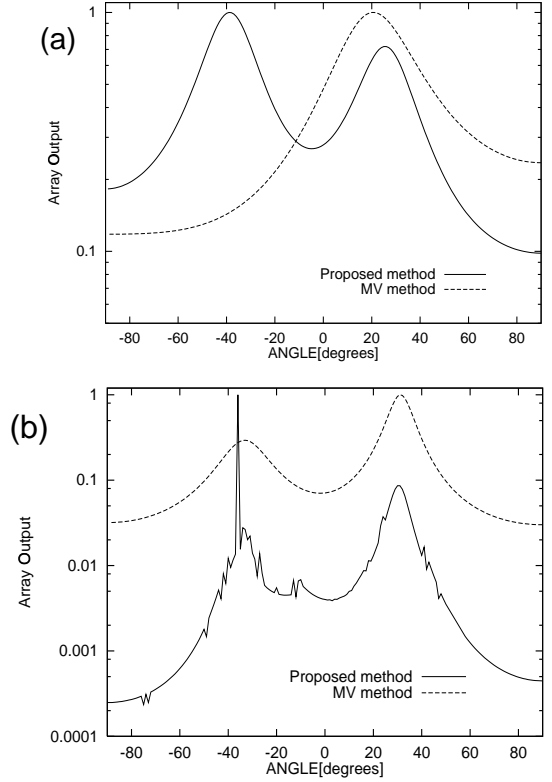 (a)
1
0.1
Array Output
Proposed method
MV method
-80 -60 -40 -20 0 20 40 60 80
ANGLE[degrees]
(b)
1
0.1
0.01
0.001
0.0001
Array Output
Proposed method
MV method
-80 -60 -40 -20 0 20 40 60 80
ANGLE[degrees]